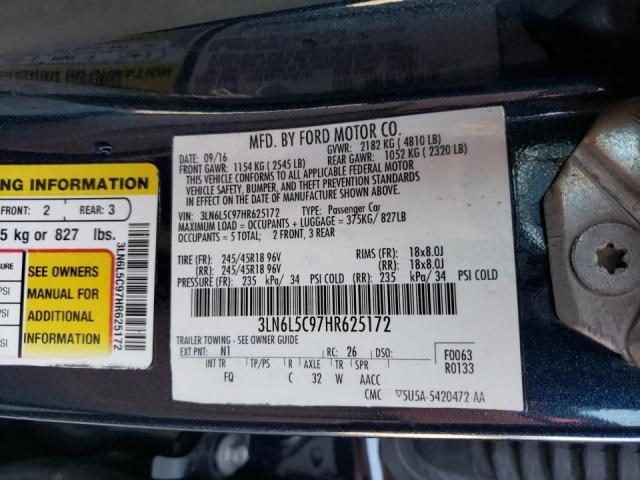 NG INFORMATION
FRONT: 2 REAR: 3
5 kg or 827 lbs.
SSURE
PSI
PSI
PSI
SEE OWNERS
MANUAL FOR
ADDITIONAL
INFORMATION
3LN6L5C97HR625172
MFD. BY FORD MOTOR CO.
DATE: 09/16 GVWR: 2182 KG ( 4810 LB)
FRONT GAWR: 1154 KG ( 2545 LB) REAR GAWR: 1052 KG ( 2320 LB)
THIS VEHICLE CONFORMS TO ALL APPLICABLE FEDERAL MOTOR
VEHICLE SAFETY, BUMPER, AND THEFT PREVENTION STANDARDS
IN EFFECT ON THE DATE OF MANUFACTURE SHOWN ABOVE.
VIN: 3LN6L5C97HR625172 TYPE: Passenger Car
MAXIMUM LOAD = OCCUPANTS + LUGGAGE = 375KG/ 827LB
OCCUPANTS = 5 TOTAL; 2 FRONT, 3 REAR
TIRE (FR): 245/45R18 96V RIMS (FR): 18x8.0J
(RR): 245/45R18 96V (RR): 18x8.0J
PRESSURE (FR): 235 kPa/ 34 PSI COLD (RR): 235 kPa/ 34 PSI COLD
3LN6L5C97HR625172
TRAILER TOWING - SEE OWNER GUIDE
EXT PNT: N1 RC: 26 DSO: F0063
INT TR TP/PS R AXLE TR SPR R0133
FQ C 32 W AACC
CMC ▽5U5A-5420472-AA